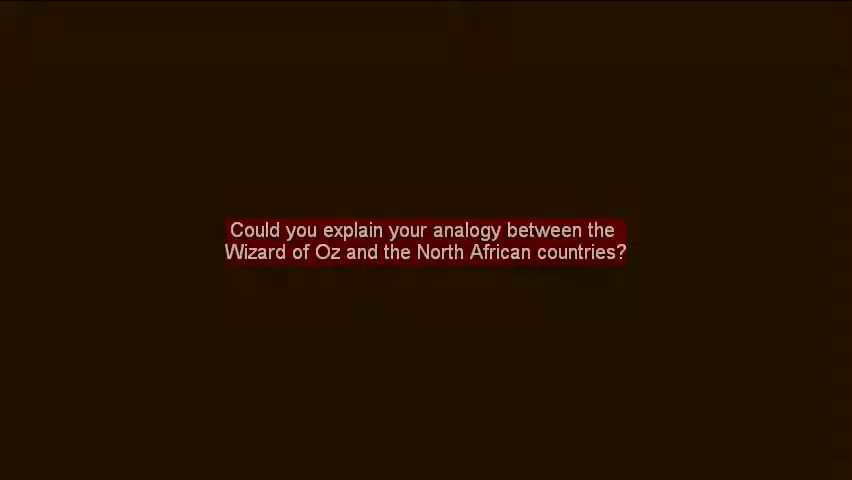 Could you explain your analogy between the
Wizard of Oz and the North African countries?